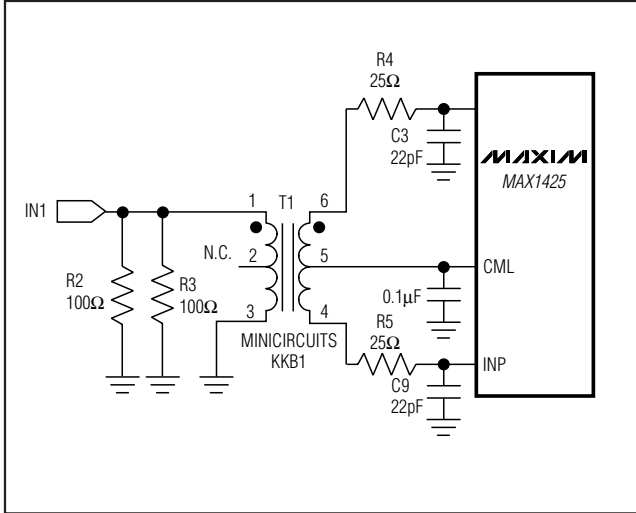 R4
25Ω
C3
22pF
MAXIM
MAX1425
IN1
1
T1
6
N.C.
2
5
CML
R2
100Ω
R3
100Ω
0.1µF
3
4
MINICIRCUITS
KKB1
R5
25Ω
INP
C9
22pF